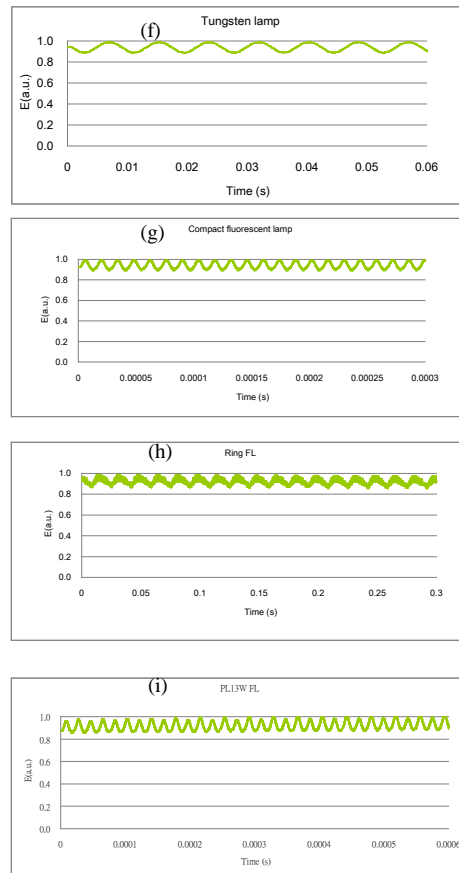 (f) Tungsten lamp
1.0
0.8
0.6
0.4
0.2
0.0
E(a.u.)
0 0.01 0.02 0.03 0.04 0.05 0.06
Time (s)
(g) Compact fluorescent lamp
1.0
0.8
0.6
0.4
0.2
0.0
E(a.u.)
0 0.00005 0.0001 0.00015 0.0002 0.00025 0.0003
Time (s)
(h) Ring FL
1.0
0.8
0.6
0.4
0.2
0.0
E(a.u.)
0 0.05 0.1 0.15 0.2 0.25 0.3
Time (s)
(i) PL13W FL
1.0
0.8
0.6
0.4
0.2
0.0
E(a.u.)
0 0.0001 0.0002 0.0003 0.0004 0.0005 0.0006
Time (s)